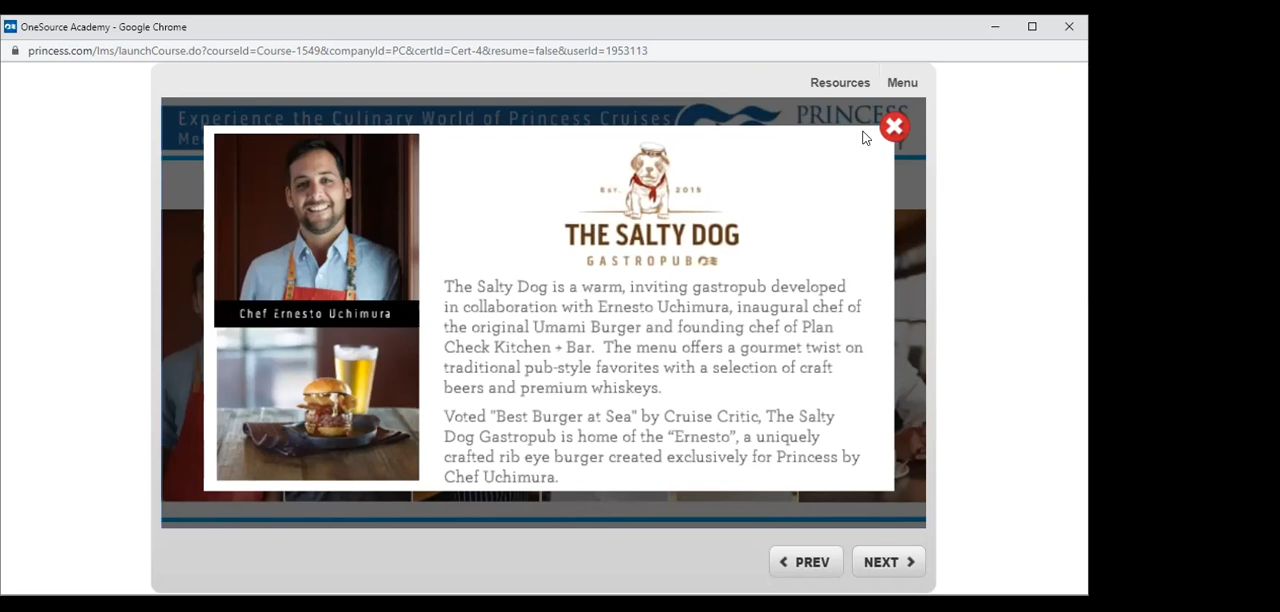 OneSource Academy - Google Chrome
princess.com/lms/launchCourse.do?courseId=Course-1549&companyId=PC&certId=Cert-4&resume=false&userId=1953113
Resources
Menu
Experience the Culinary World of Princess Cruises
PRINCESS
Est. 2015
THE SALTY DOG
GASTROPUB
The Salty Dog is a warm, inviting gastropub developed
in collaboration with Ernesto Uchimura, inaugural chef of
the original Umami Burger and founding chef of Plan
Check Kitchen + Bar. The menu offers a gourmet twist on
traditional pub-style favorites with a selection of craft
beers and premium whiskeys.
Voted "Best Burger at Sea" by Cruise Critic, The Salty
Dog Gastropub is home of the “Ernesto”, a uniquely
crafted rib eye burger created exclusively for Princess by
Chef Uchimura.
Chef Ernesto Uchimura
PREV
NEXT